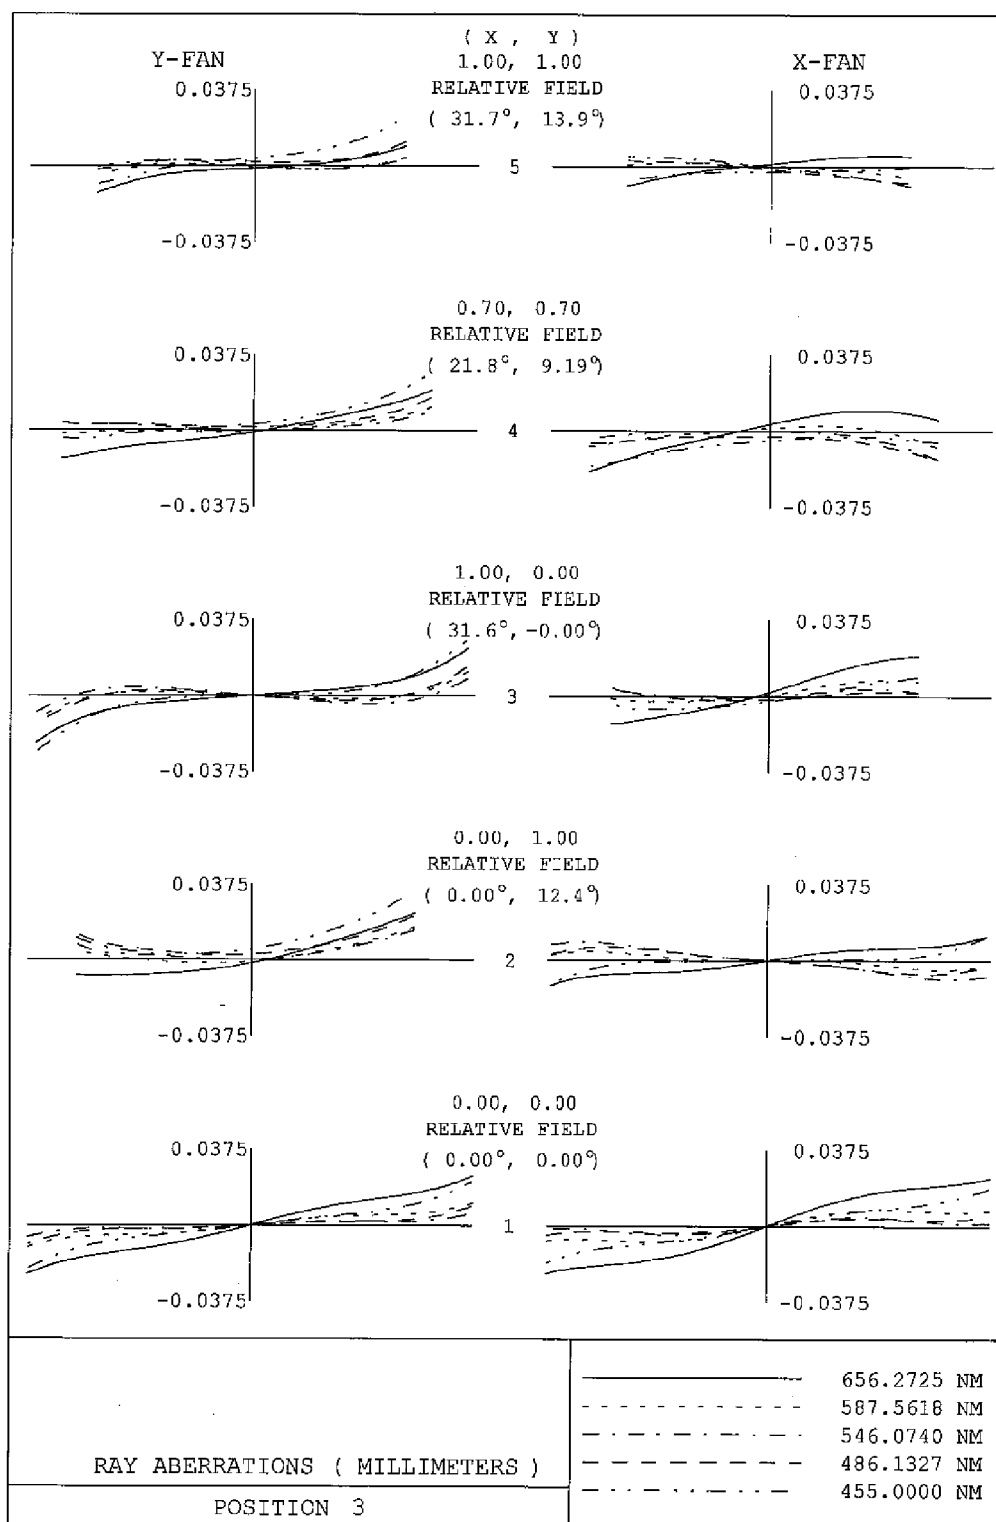 ( X , Y )
Y-FAN 1.00, 1.00 X-FAN
0.0375 RELATIVE FIELD 0.0375
( 31.7°, 13.9°)
5
-0.0375 -0.0375
0.70, 0.70
RELATIVE FIELD
0.0375 ( 21.8°, 9.19°) 0.0375
4
-0.0375 -0.0375
1.00, 0.00
RELATIVE FIELD
0.0375 ( 31.6°, -0.00°) 0.0375
3
-0.0375 -0.0375
0.00, 1.00
RELATIVE FIELD
0.0375 ( 0.00°, 12.4°) 0.0375
2
-0.0375 -0.0375
0.00, 0.00
RELATIVE FIELD
0.0375 ( 0.00°, 0.00°) 0.0375
1
-0.0375 -0.0375
656.2725 NM
587.5618 NM
546.0740 NM
486.1327 NM
455.0000 NM
RAY ABERRATIONS ( MILLIMETERS )
POSITION 3